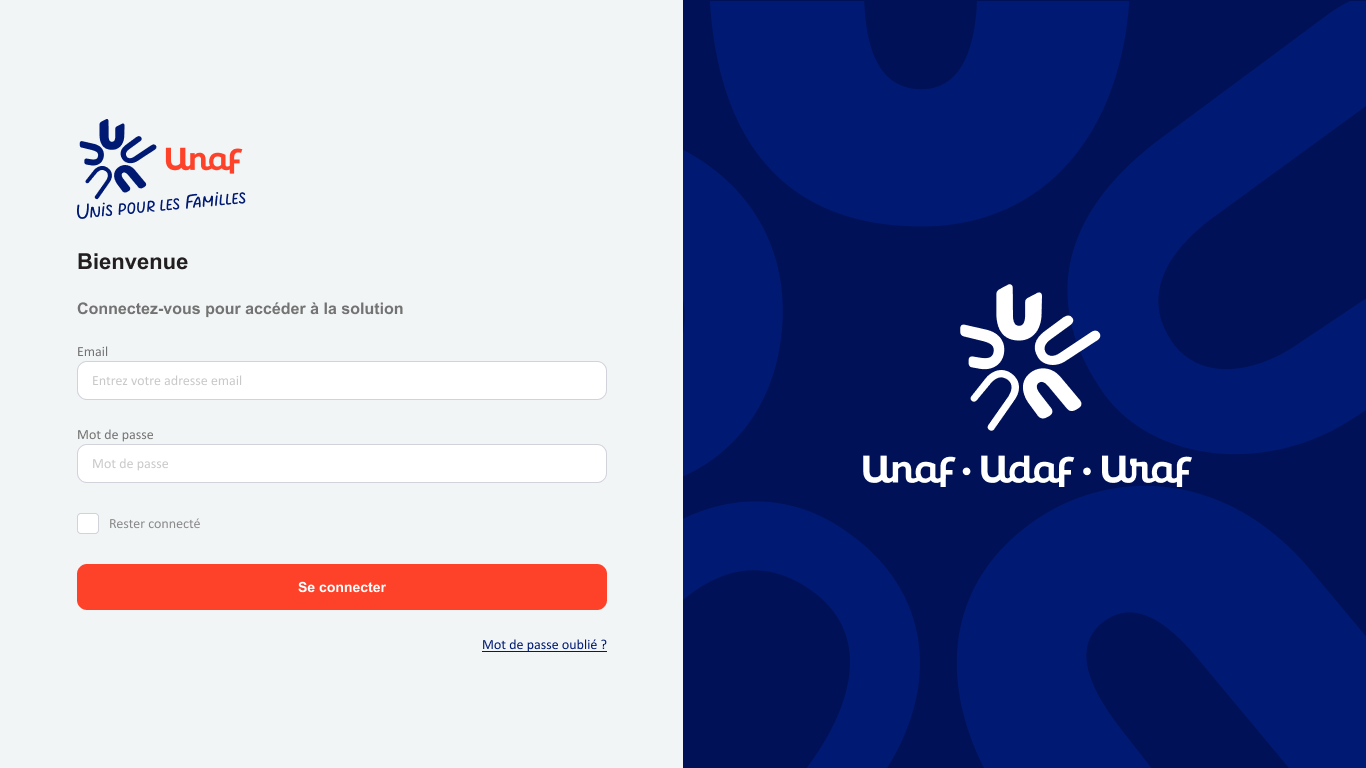 Unaf
UNIS POUR LES FAMILLES
Bienvenue
Connectez-vous pour accéder à la solution
Email
Entrez votre adresse email
Mot de passe
Mot de passe
Rester connecté
Se connecter
Mot de passe oublié ?
Unaf • Udaf • Uraf